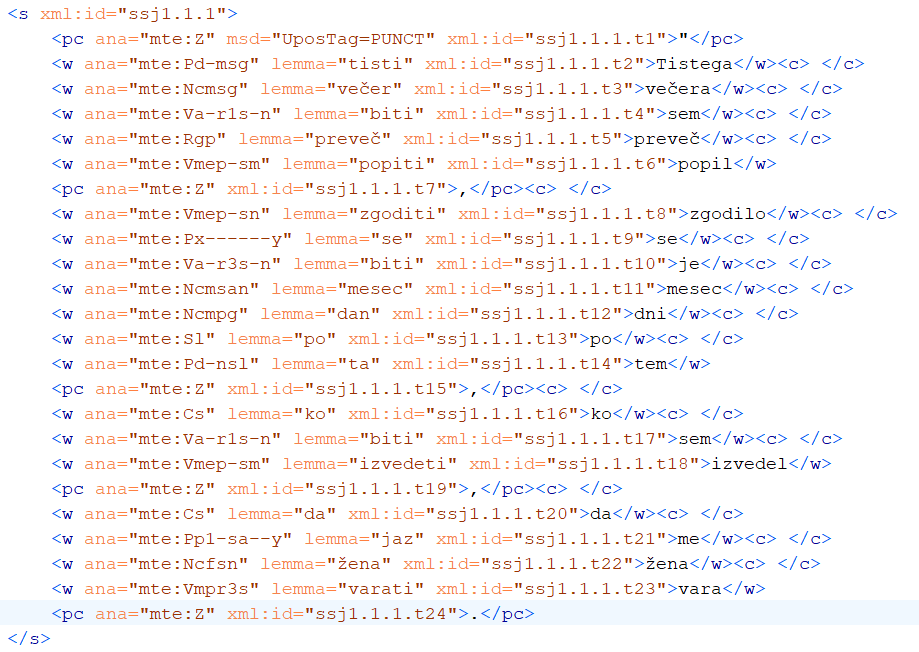 <s xml:id="ssj1.1.1">
<pc ana="mte:Z" msd="UposTag=PUNCT" xml:id="ssj1.1.1.t1">"</pc>
<w ana="mte:Pd-msg" lemma="tisti" xml:id="ssj1.1.1.t2">Tistega</w><c> </c>
<w ana="mte:Ncmsg" lemma="večer" xml:id="ssj1.1.1.t3">večera</w><c> </c>
<w ana="mte:Va-r1s-n" lemma="biti" xml:id="ssj1.1.1.t4">sem</w><c> </c>
<w ana="mte:Rgp" lemma="preveč" xml:id="ssj1.1.1.t5">preveč</w><c> </c>
<w ana="mte:Vmep-sm" lemma="popiti" xml:id="ssj1.1.1.t6">popil</w>
<pc ana="mte:Z" xml:id="ssj1.1.1.t7">,</pc><c> </c>
<w ana="mte:Vmep-sn" lemma="zgoditi" xml:id="ssj1.1.1.t8">zgodilo</w><c> </c>
<w ana="mte:Px------y" lemma="se" xml:id="ssj1.1.1.t9">se</w><c> </c>
<w ana="mte:Va-r3s-n" lemma="biti" xml:id="ssj1.1.1.t10">je</w><c> </c>
<w ana="mte:Ncmsan" lemma="mesec" xml:id="ssj1.1.1.t11">mesec</w><c> </c>
<w ana="mte:Ncmpg" lemma="dan" xml:id="ssj1.1.1.t12">dni</w><c> </c>
<w ana="mte:Sl" lemma="po" xml:id="ssj1.1.1.t13">po</w><c> </c>
<w ana="mte:Pd-nsl" lemma="ta" xml:id="ssj1.1.1.t14">tem</w>
<pc ana="mte:Z" xml:id="ssj1.1.1.t15">,</pc><c> </c>
<w ana="mte:Cs" lemma="ko" xml:id="ssj1.1.1.t16">ko</w><c> </c>
<w ana="mte:Va-r1s-n" lemma="biti" xml:id="ssj1.1.1.t17">sem</w><c> </c>
<w ana="mte:Vmep-sm" lemma="izvedeti" xml:id="ssj1.1.1.t18">izvedel</w>
<pc ana="mte:Z" xml:id="ssj1.1.1.t19">,</pc><c> </c>
<w ana="mte:Cs" lemma="da" xml:id="ssj1.1.1.t20">da</w><c> </c>
<w ana="mte:Pp1-sa--y" lemma="jaz" xml:id="ssj1.1.1.t21">me</w><c> </c>
<w ana="mte:Ncfsn" lemma="žena" xml:id="ssj1.1.1.t22">žena</w><c> </c>
<w ana="mte:Vmpr3s" lemma="varati" xml:id="ssj1.1.1.t23">vara</w>
<pc ana="mte:Z" xml:id="ssj1.1.1.t24">.</pc>
</s>